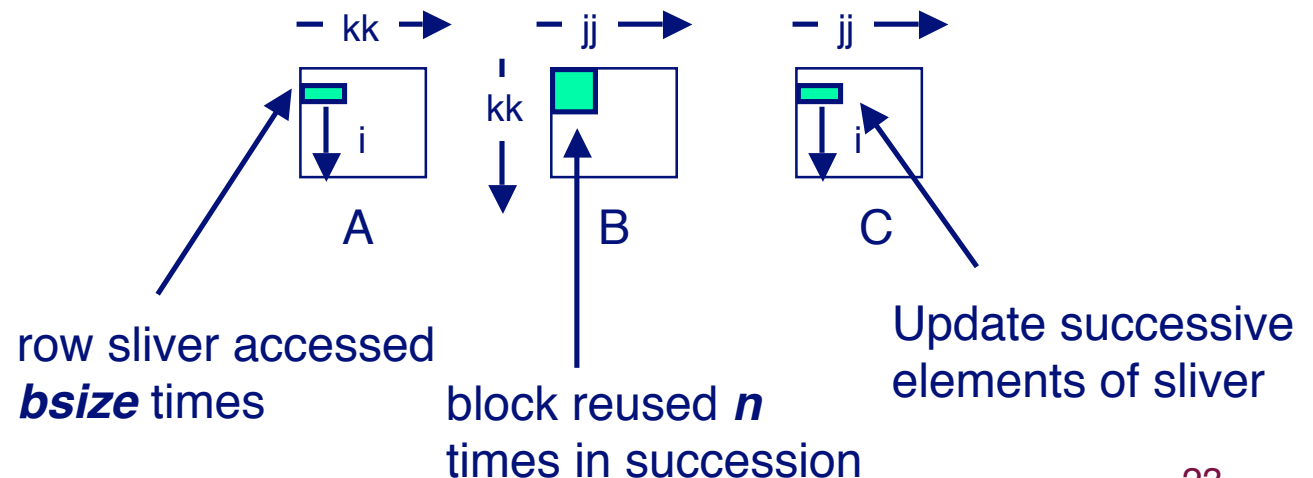 kk
jj
jj
kk
i
i
A
B
C
row sliver accessed
bsize times
block reused n
times in succession
Update successive
elements of sliver